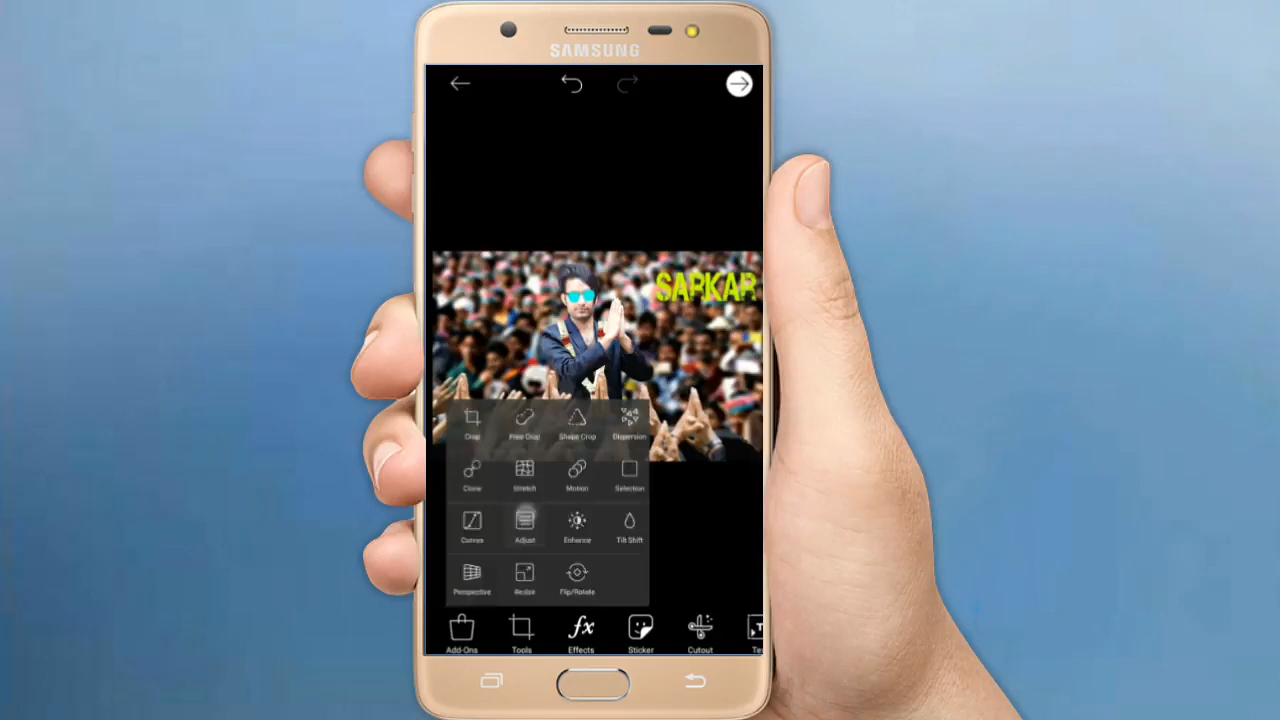 SAMSUNG
SARKAR
Crop Free Crop Shape Crop Dispersion
Clone Stretch Motion Selection
Curves Adjust Enhance Tilt Shift
Perspective Resize Flip/Rotate
Add-Ons Tools Effects Sticker Cutout